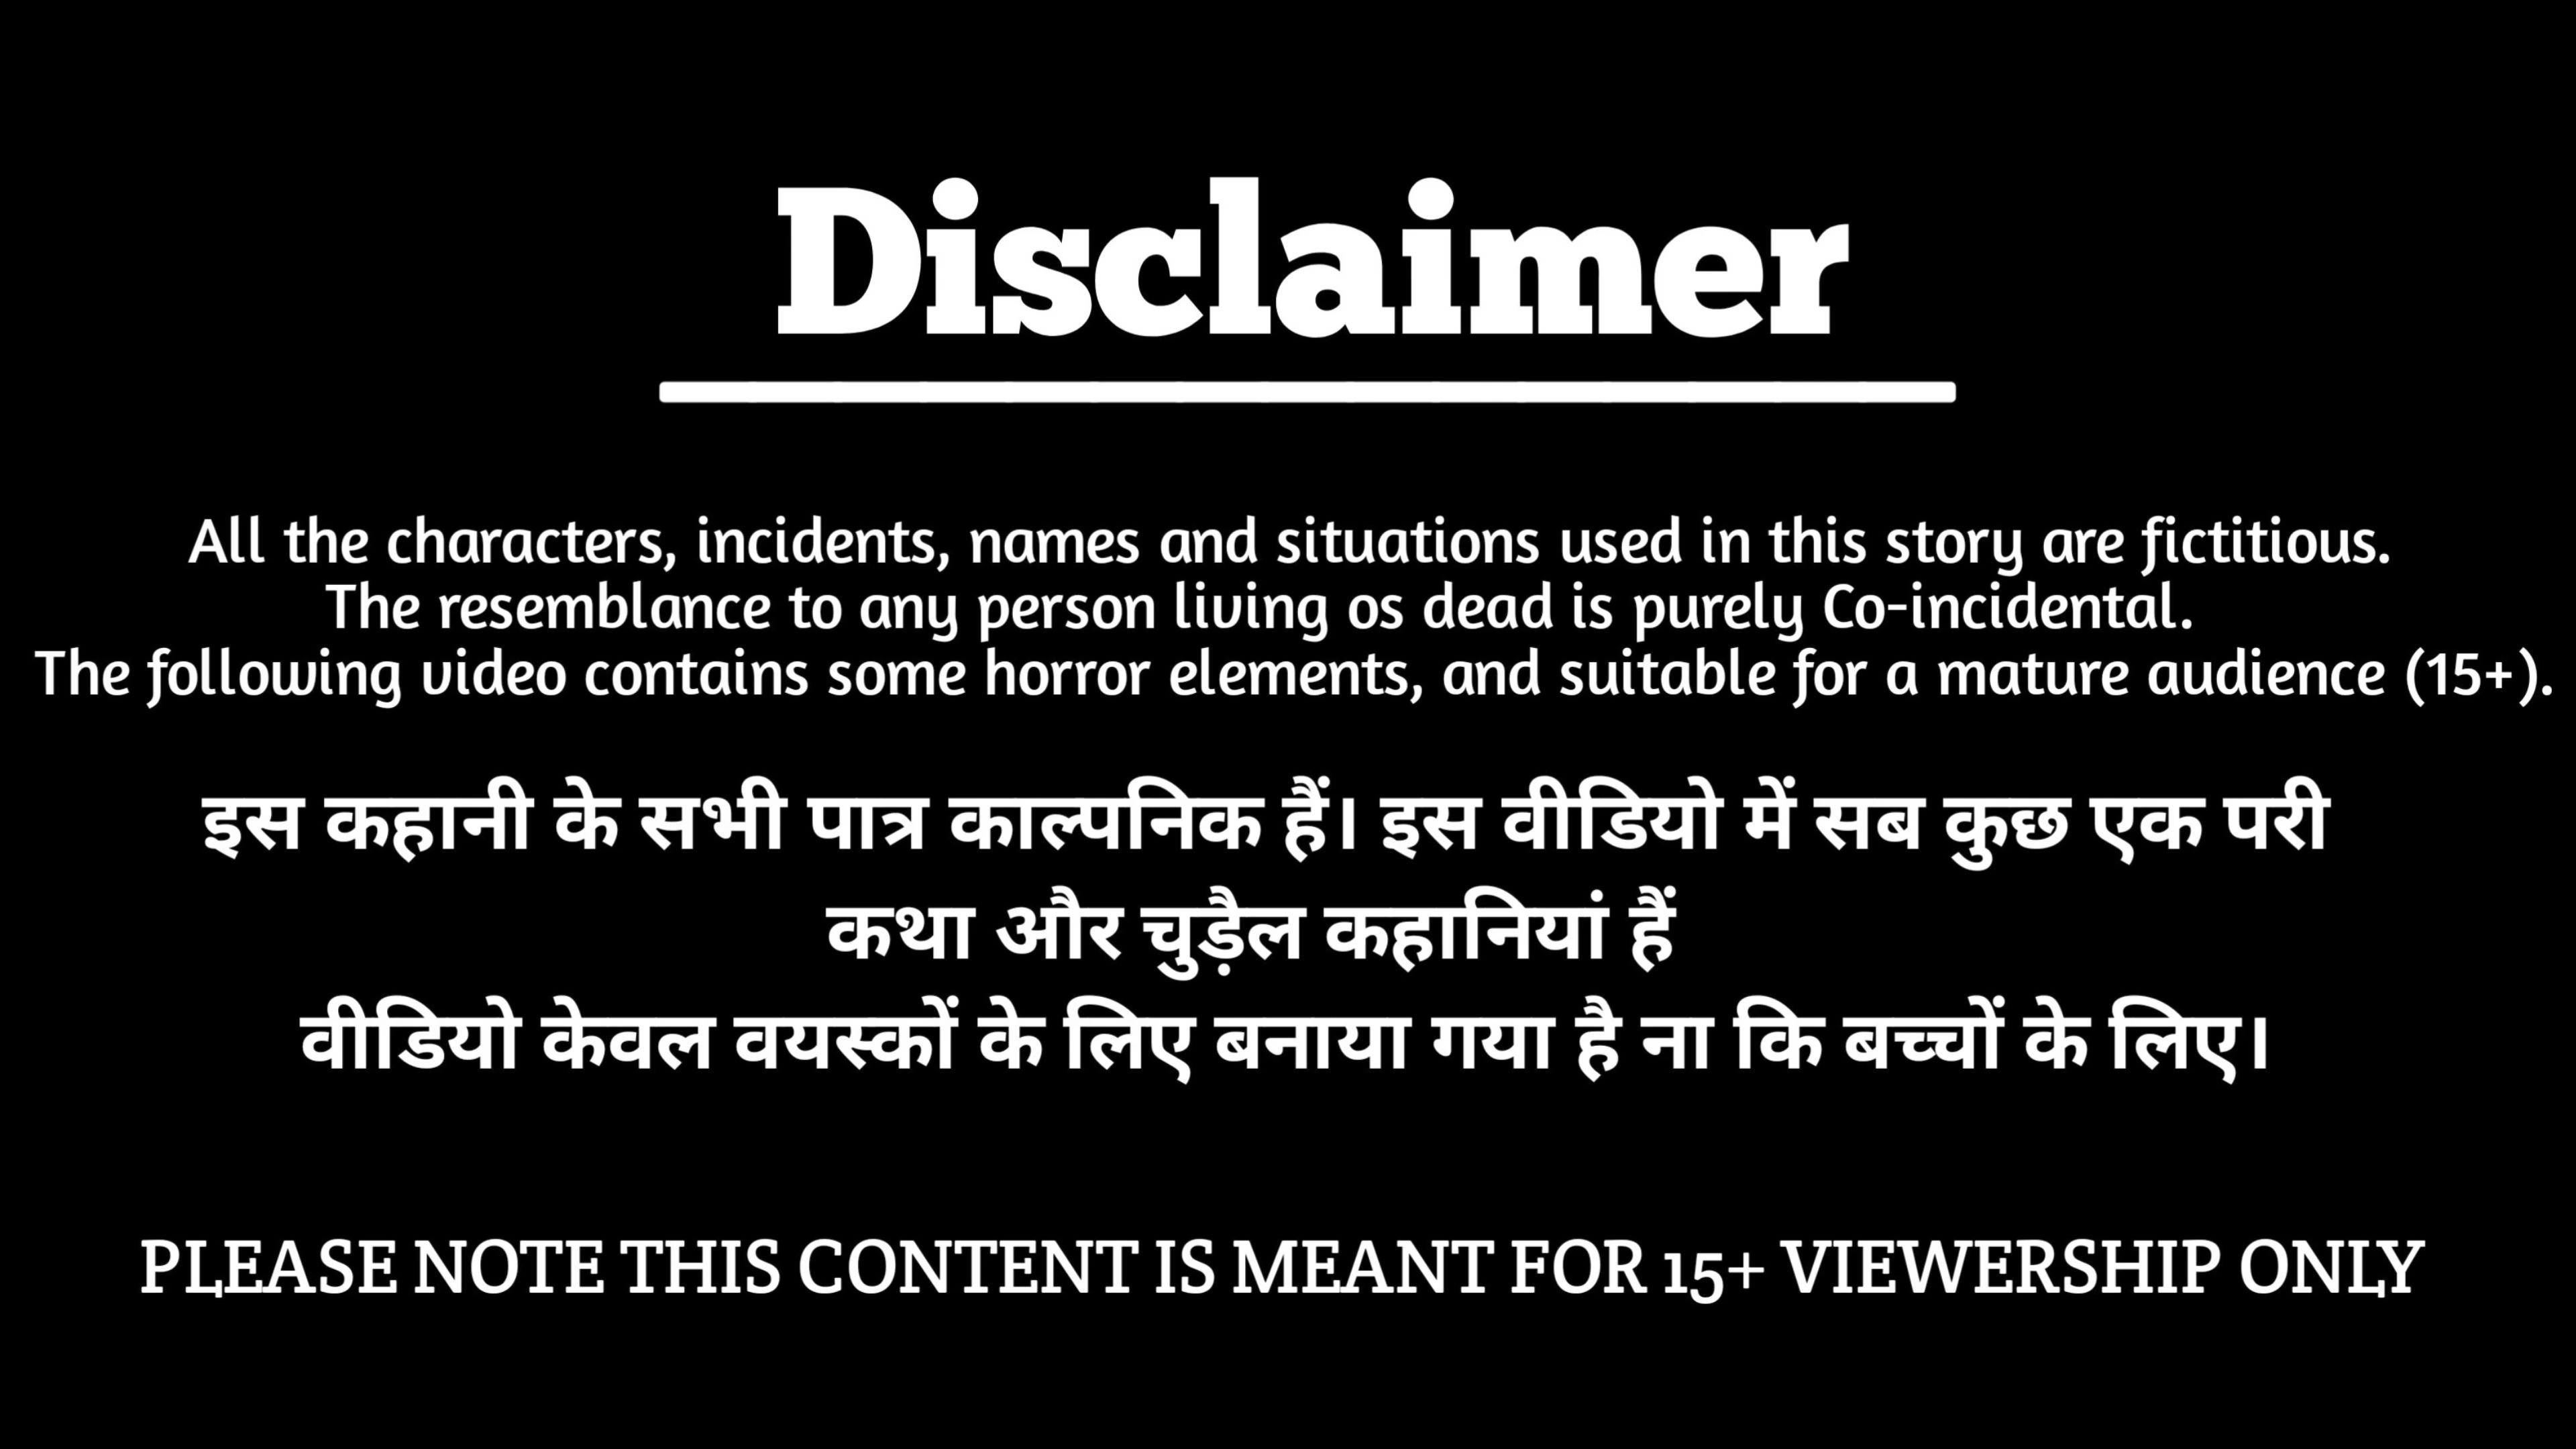 Disclaimer
All the characters, incidents, names and situations used in this story are fictitious.
The resemblance to any person living os dead is purely Co-incidental.
The following video contains some horror elements, and suitable for a mature audience (15+).
इस कहानी के सभी पात्र काल्पनिक हैं। इस वीडियो में सब कुछ एक परी
कथा और चुड़ैल कहानियां हैं
वीडियो केवल वयस्कों के लिए बनाया गया है ना कि बच्चों के लिए।
PLEASE NOTE THIS CONTENT IS MEANT FOR 15+ VIEWERSHIP ONLY